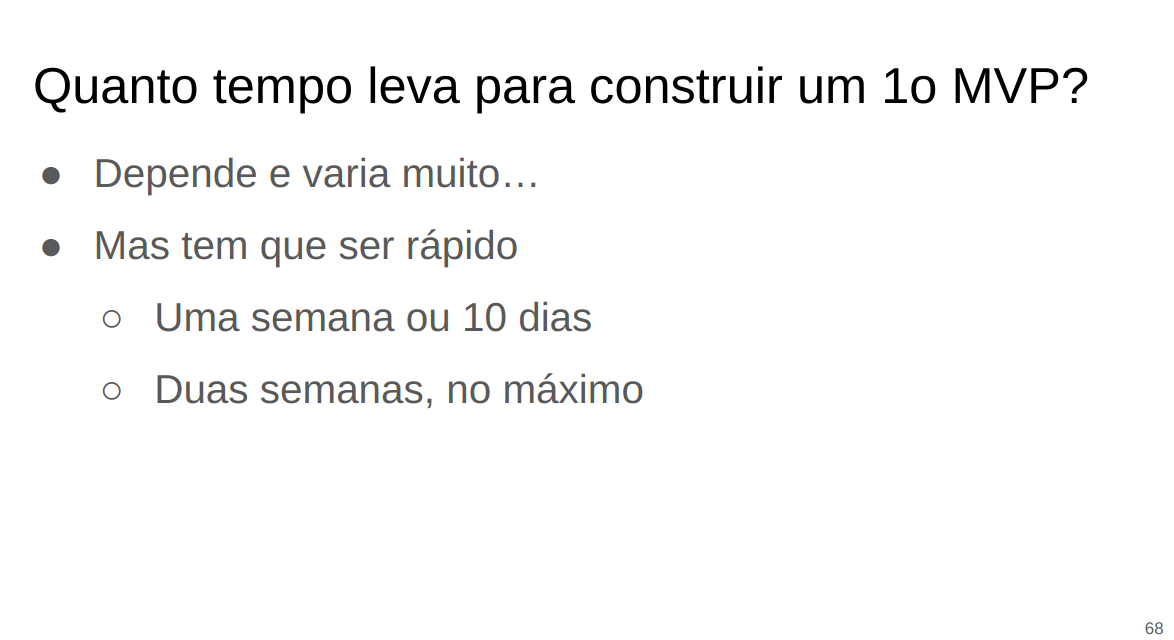 Quanto tempo leva para construir um 1o MVP?
● Depende e varia muito…
● Mas tem que ser rápido
○ Uma semana ou 10 dias
○ Duas semanas, no máximo
68